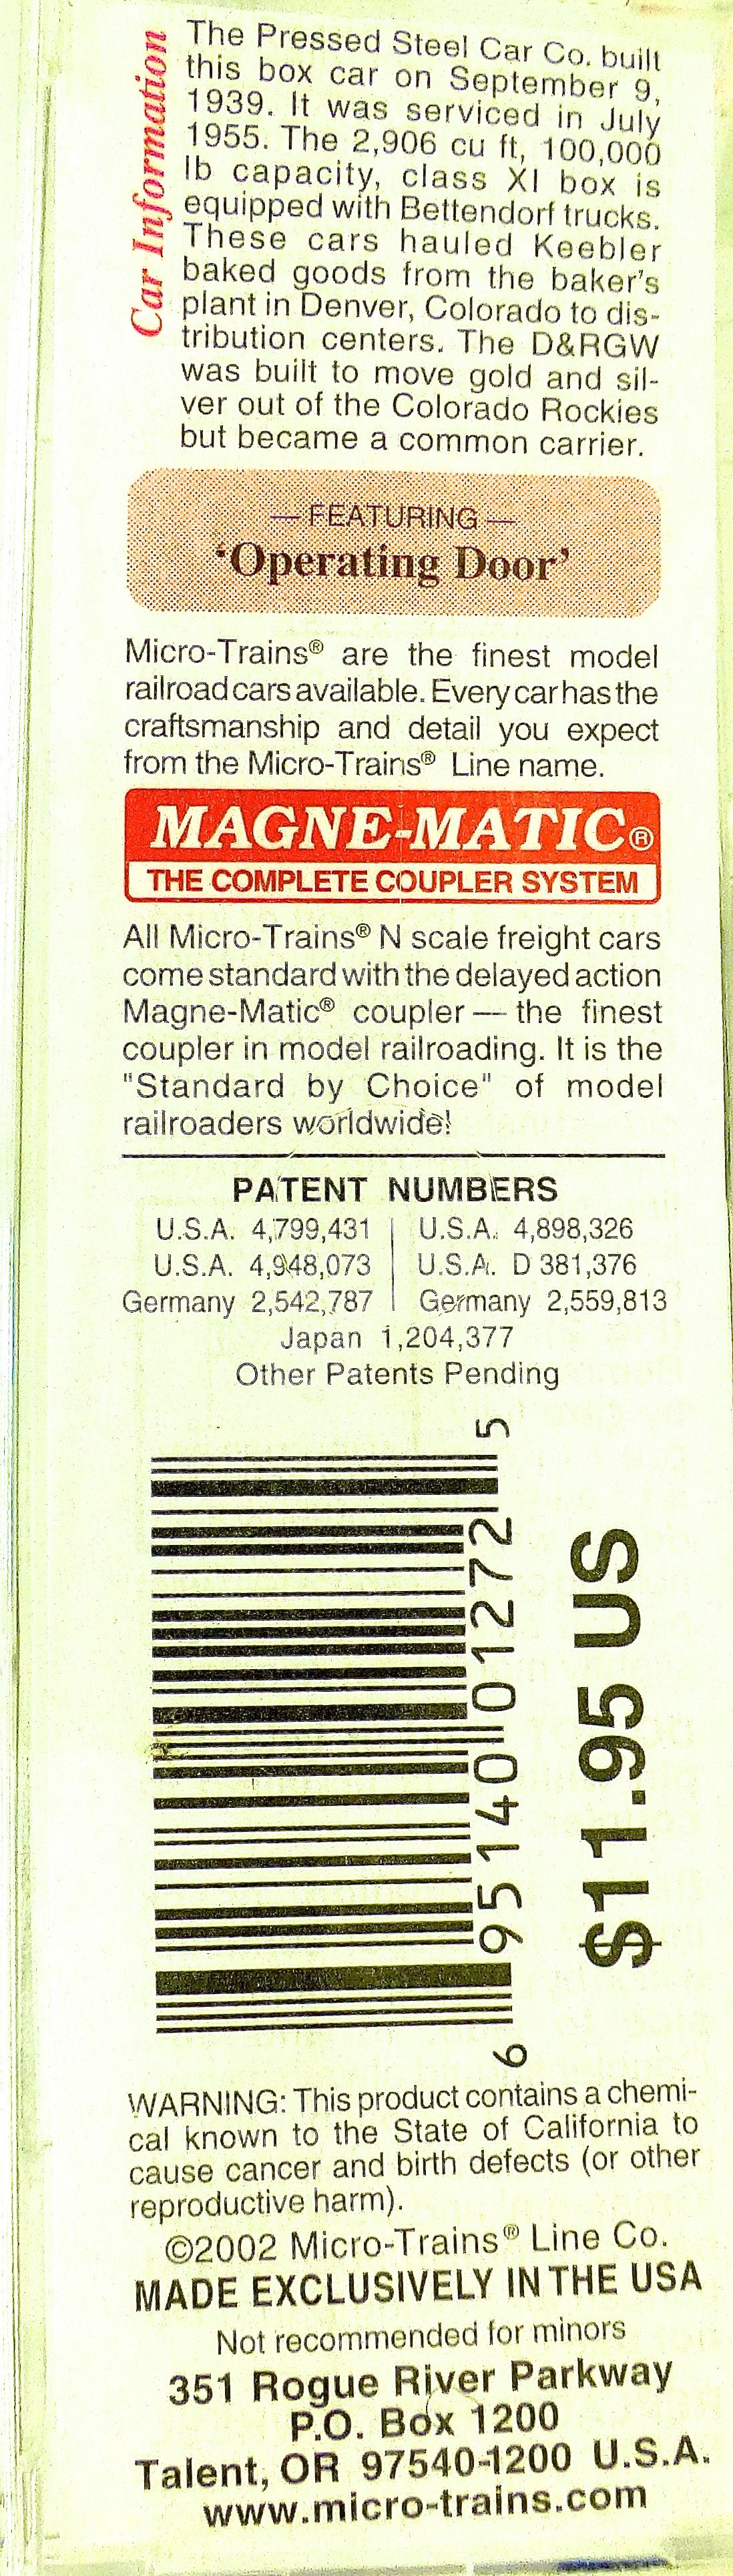 Car Information
The Pressed Steel Car Co. built
this box car on September 9,
1939. It was serviced in July
1955. The 2,906 cu ft, 100,000
lb capacity, class XI box is
equipped with Bettendorf trucks.
These cars hauled Keebler
baked goods from the baker's
plant in Denver, Colorado to dis-
tribution centers. The D&RGW
was built to move gold and sil-
ver out of the Colorado Rockies
but became a common carrier.
— FEATURING —
'Operating Door'
Micro-Trains® are the finest model
railroad cars available. Every car has the
craftsmanship and detail you expect
from the Micro-Trains® Line name.
MAGNE-MATIC®
THE COMPLETE COUPLER SYSTEM
All Micro-Trains® N scale freight cars
come standard with the delayed action
Magne-Matic® coupler — the finest
coupler in model railroading. It is the
"Standard by Choice" of model
railroaders worldwide!
PATENT NUMBERS
U.S.A. 4,799,431 | U.S.A. 4,898,326
U.S.A. 4,948,073 | U.S.A. D 381,376
Germany 2,542,787 | Germany 2,559,813
Japan 1,204,377
Other Patents Pending
6 95140 01272 5
$11.95 US
WARNING: This product contains a chemi-
cal known to the State of California to
cause cancer and birth defects (or other
reproductive harm).
©2002 Micro-Trains® Line Co.
MADE EXCLUSIVELY IN THE USA
Not recommended for minors
351 Rogue River Parkway
P.O. Box 1200
Talent, OR 97540-1200 U.S.A.
www.micro-trains.com